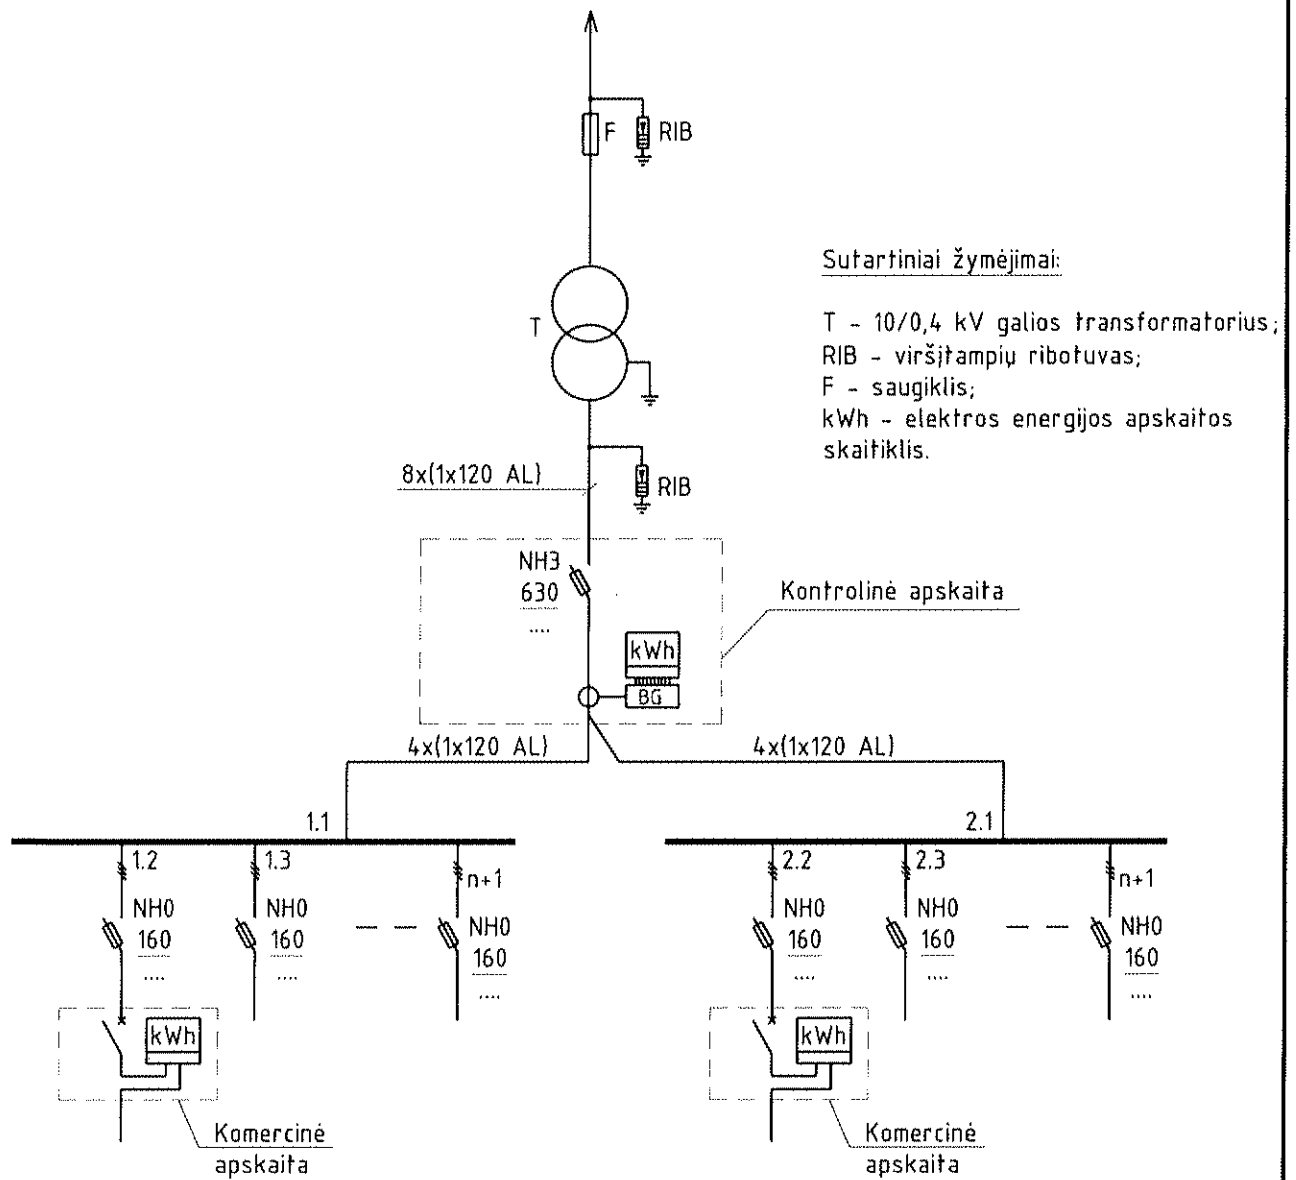 F
RIB
Sutartiniai žymėjimai:
T - 10/0,4 kV galios transformatorius;
RIB - viršįtampių ribotuvas;
F - saugiklis;
kWh - elektros energijos apskaitos
skaitiklis.
T
8x(1x120 AL)
RIB
NH3
630
....
Kontrolinė apskaita
kWh
BG
4x(1x120 AL)
4x(1x120 AL)
1.1
2.1
1.2
1.3
n+1
2.2
2.3
n+1
NH0
160
....
NH0
160
....
NH0
160
....
NH0
160
....
NH0
160
....
NH0
160
....
kWh
kWh
Komercinė
apskaita
Komercinė
apskaita